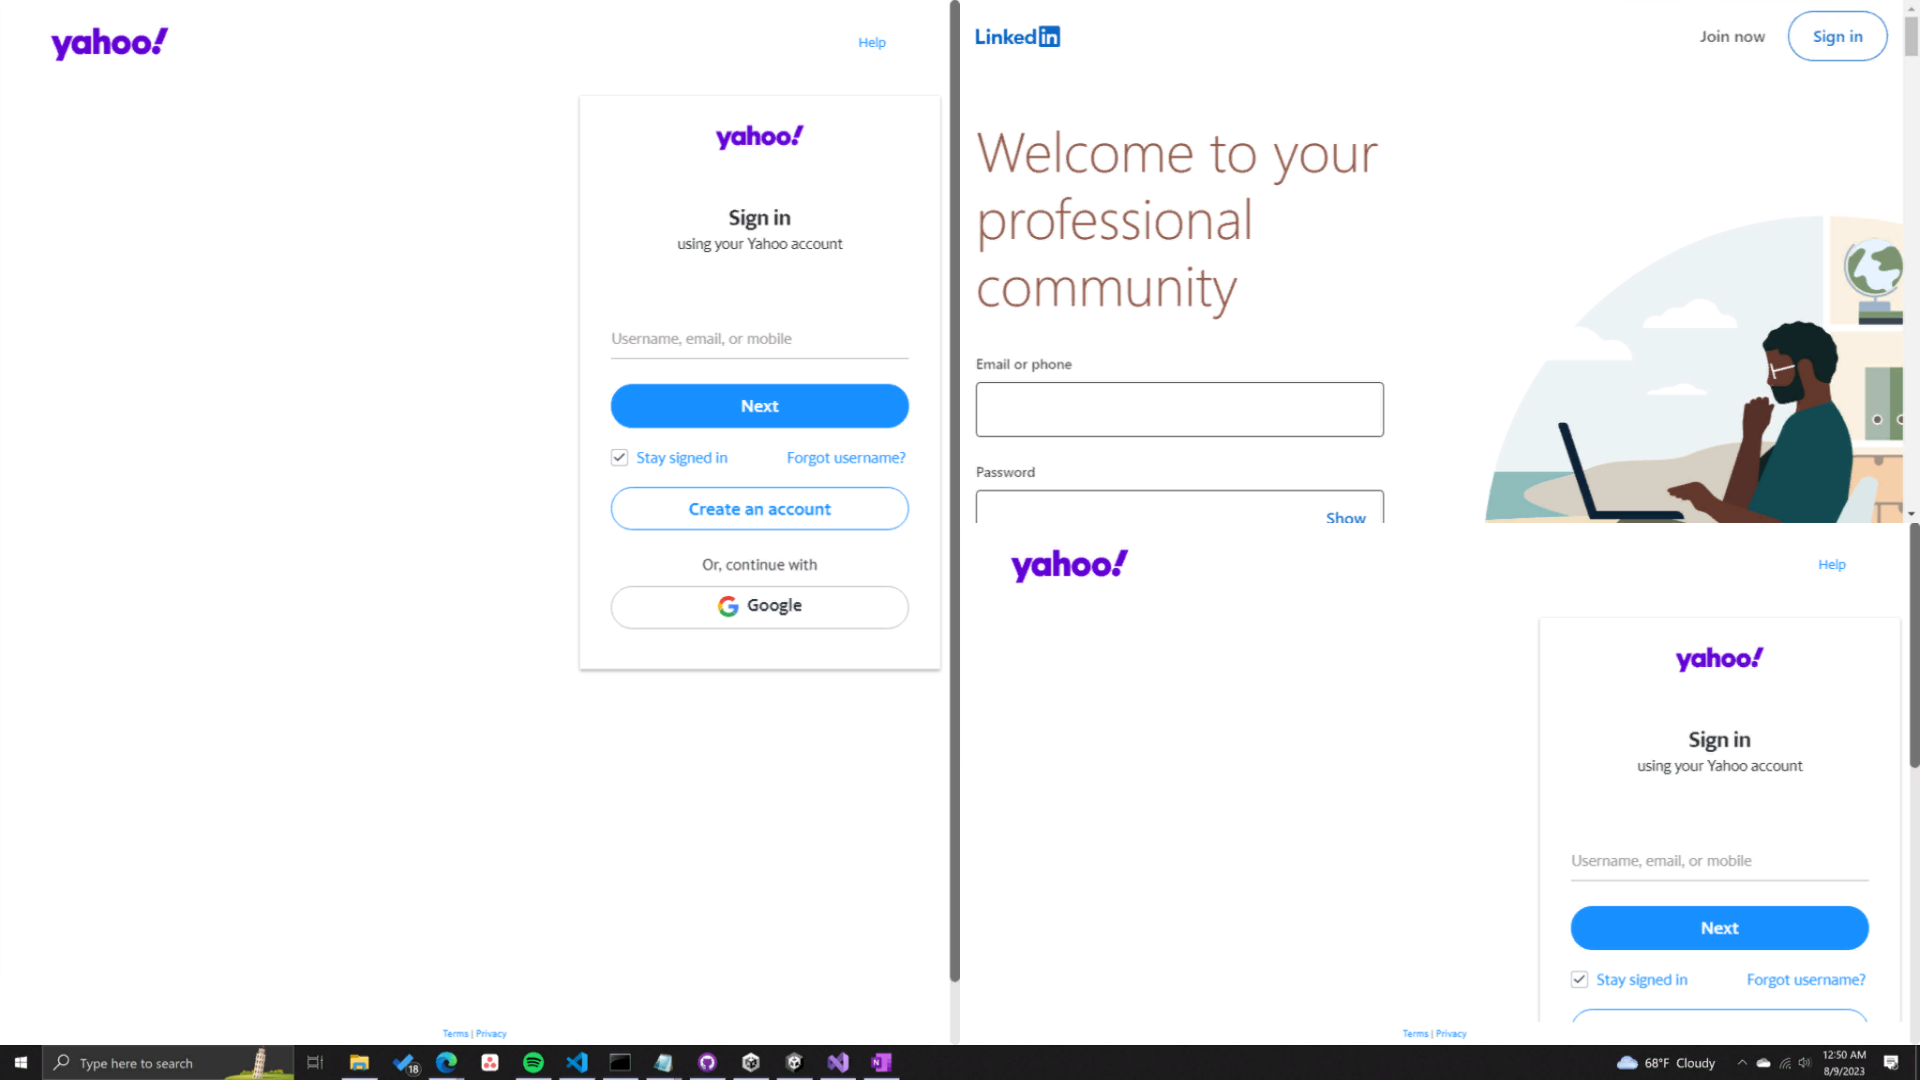 yahoo!
Help
yahoo!
Sign in
using your Yahoo account
Username, email, or mobile
Next
Stay signed in
Forgot username?
Create an account
Or, continue with
Google
Terms | Privacy
LinkedIn
Join now
Sign in
Welcome to your
professional
community
Email or phone
Password
Show
yahoo!
Help
yahoo!
Sign in
using your Yahoo account
Username, email, or mobile
Next
Stay signed in
Forgot username?
Terms | Privacy
Type here to search
18
68°F Cloudy
12:50 AM
8/9/2023